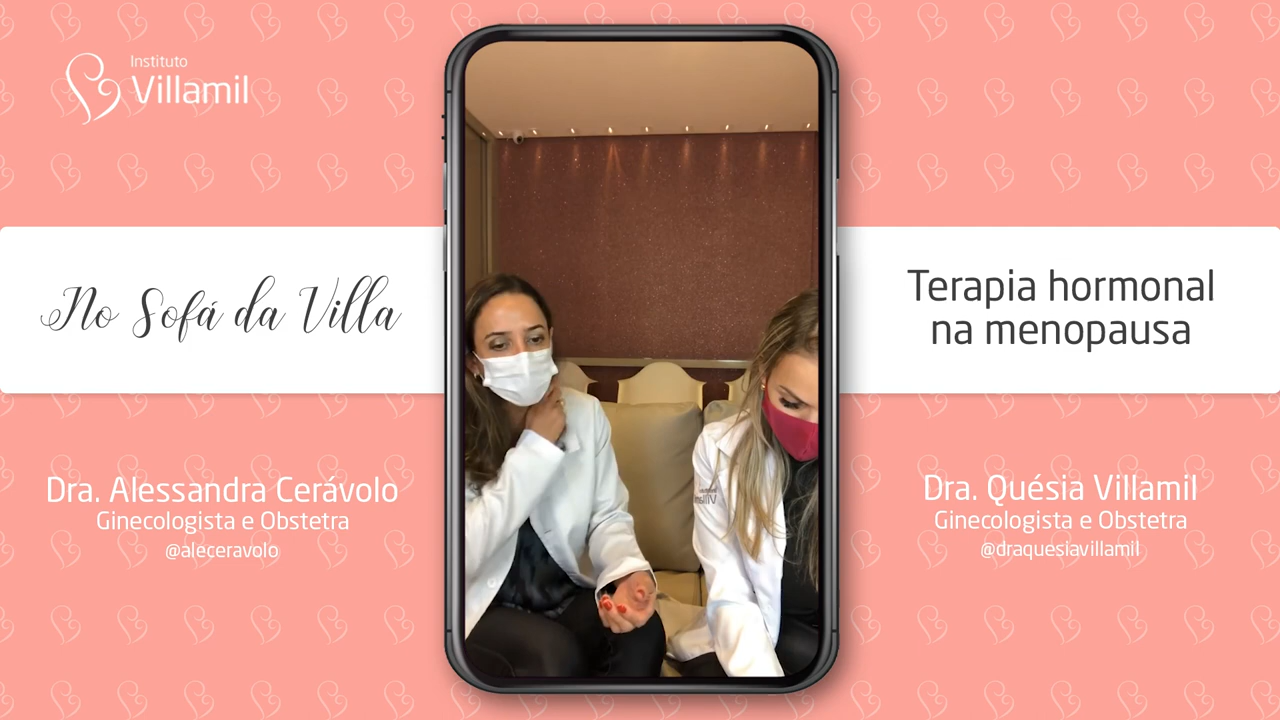 Instituto
Villamil
No Sofá da Villa
Terapia hormonal
na menopausa
Dra. Alessandra Cerávolo
Ginecologista e Obstetra
@aleceravolo
Dra. Quésia Villamil
Ginecologista e Obstetra
@draquesiavillamil